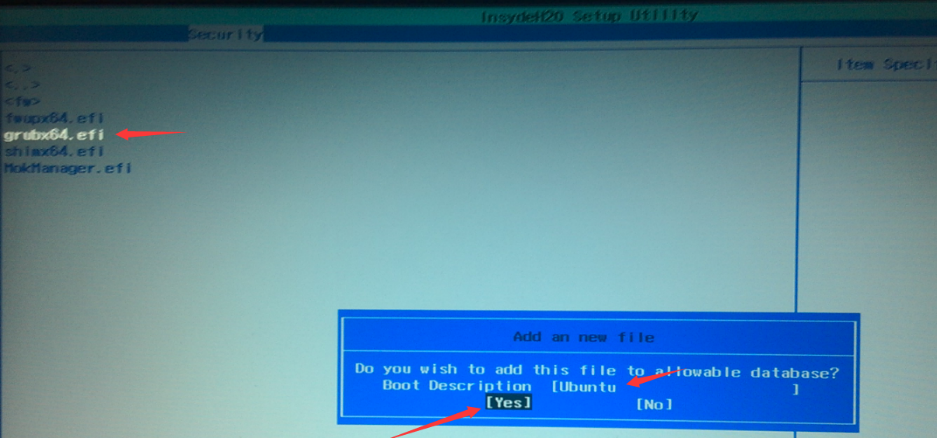 InsydeH20 Setup Utility
Security
Item Speci
<.>
<..>
<fw>
fwupx64.efi
grubx64.efi
shimx64.efi
MokManager.efi
Add an new file
Do you wish to add this file to allowable database?
Boot Description [Ubuntu ]
[Yes] [No]